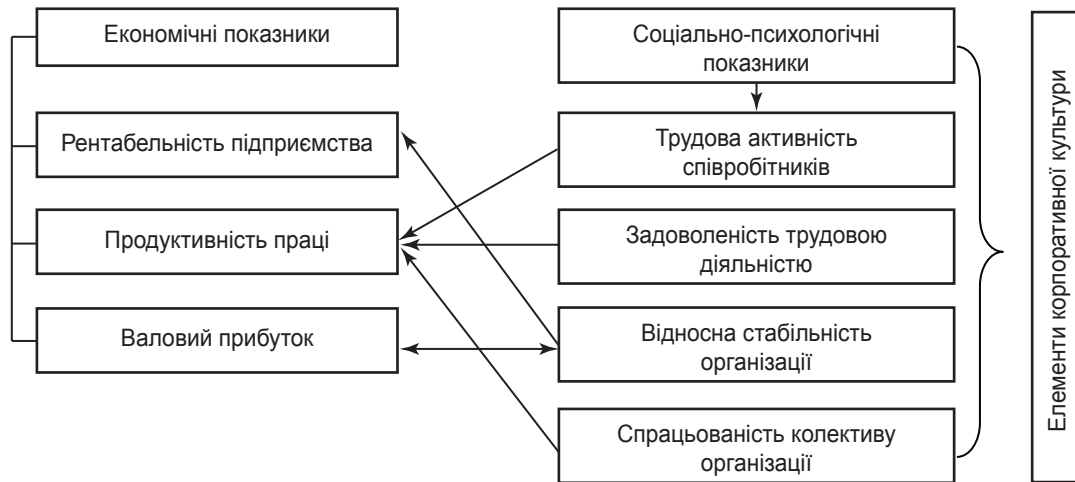 Економічні показники
Рентабельність підприємства
Продуктивність праці
Валовий прибуток
Соціально-психологічні
показники
Трудова активність
співробітників
Задоволеність трудовою
діяльністю
Відносна стабільність
організації
Спрацьованість колективу
організації
Елементи корпоративної культури